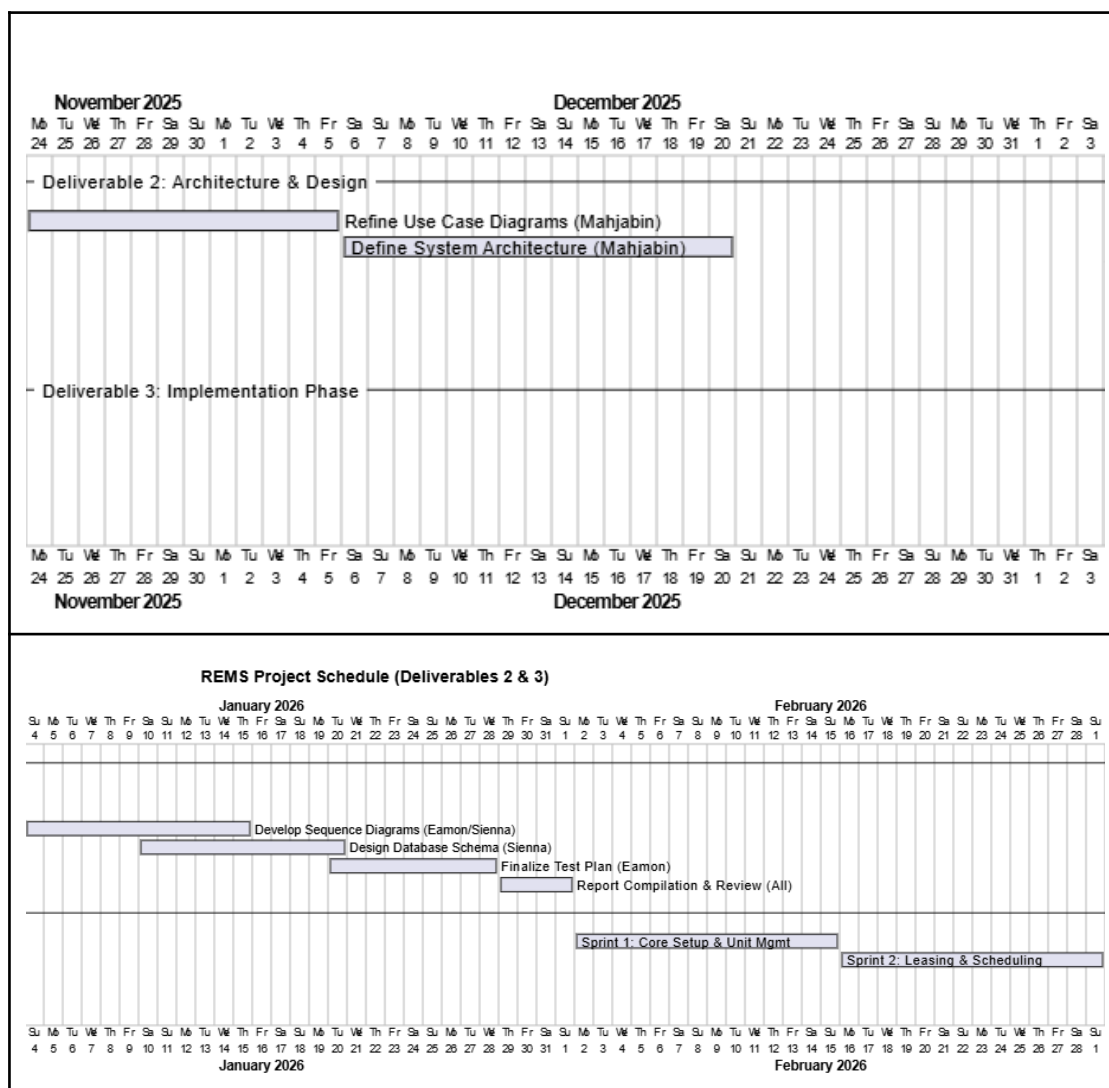 November 2025 December 2025
Mo Tu We Th Fr Sa Su Mo Tu We Th Fr Sa Su Mo Tu We Th Fr Sa Su Mo Tu We Th Fr Sa Su Mo Tu We Th Fr Sa Su Mo Tu We Th Fr Sa
24 25 26 27 28 29 30 1 2 3 4 5 6 7 8 9 10 11 12 13 14 15 16 17 18 19 20 21 22 23 24 25 26 27 28 29 30 31 1 2 3
Deliverable 2: Architecture & Design
Refine Use Case Diagrams (Mahjabin)
Define System Architecture (Mahjabin)
Deliverable 3: Implementation Phase
Mo Tu We Th Fr Sa Su Mo Tu We Th Fr Sa Su Mo Tu We Th Fr Sa Su Mo Tu We Th Fr Sa Su Mo Tu We Th Fr Sa Su Mo Tu We Th Fr Sa
24 25 26 27 28 29 30 1 2 3 4 5 6 7 8 9 10 11 12 13 14 15 16 17 18 19 20 21 22 23 24 25 26 27 28 29 30 31 1 2 3
November 2025 December 2025
REMS Project Schedule (Deliverables 2 & 3)
January 2026 February 2026
Su Mo Tu We Th Fr Sa Su Mo Tu We Th Fr Sa Su Mo Tu We Th Fr Sa Su Mo Tu We Th Fr Sa Su Mo Tu We Th Fr Sa Su Mo Tu We Th Fr Sa Su Mo Tu We Th Fr Sa Su Mo Tu We Th Fr Sa Su
4 5 6 7 8 9 10 11 12 13 14 15 16 17 18 19 20 21 22 23 24 25 26 27 28 29 30 31 1 2 3 4 5 6 7 8 9 10 11 12 13 14 15 16 17 18 19 20 21 22 23 24 25 26 27 28 1
Develop Sequence Diagrams (Eamon/Sienna)
Design Database Schema (Sienna)
Finalize Test Plan (Eamon)
Report Compilation & Review (All)
Sprint 1: Core Setup & Unit Mgmt
Sprint 2: Leasing & Scheduling
Su Mo Tu We Th Fr Sa Su Mo Tu We Th Fr Sa Su Mo Tu We Th Fr Sa Su Mo Tu We Th Fr Sa Su Mo Tu We Th Fr Sa Su Mo Tu We Th Fr Sa Su Mo Tu We Th Fr Sa Su Mo Tu We Th Fr Sa Su
4 5 6 7 8 9 10 11 12 13 14 15 16 17 18 19 20 21 22 23 24 25 26 27 28 29 30 31 1 2 3 4 5 6 7 8 9 10 11 12 13 14 15 16 17 18 19 20 21 22 23 24 25 26 27 28 1
January 2026 February 2026